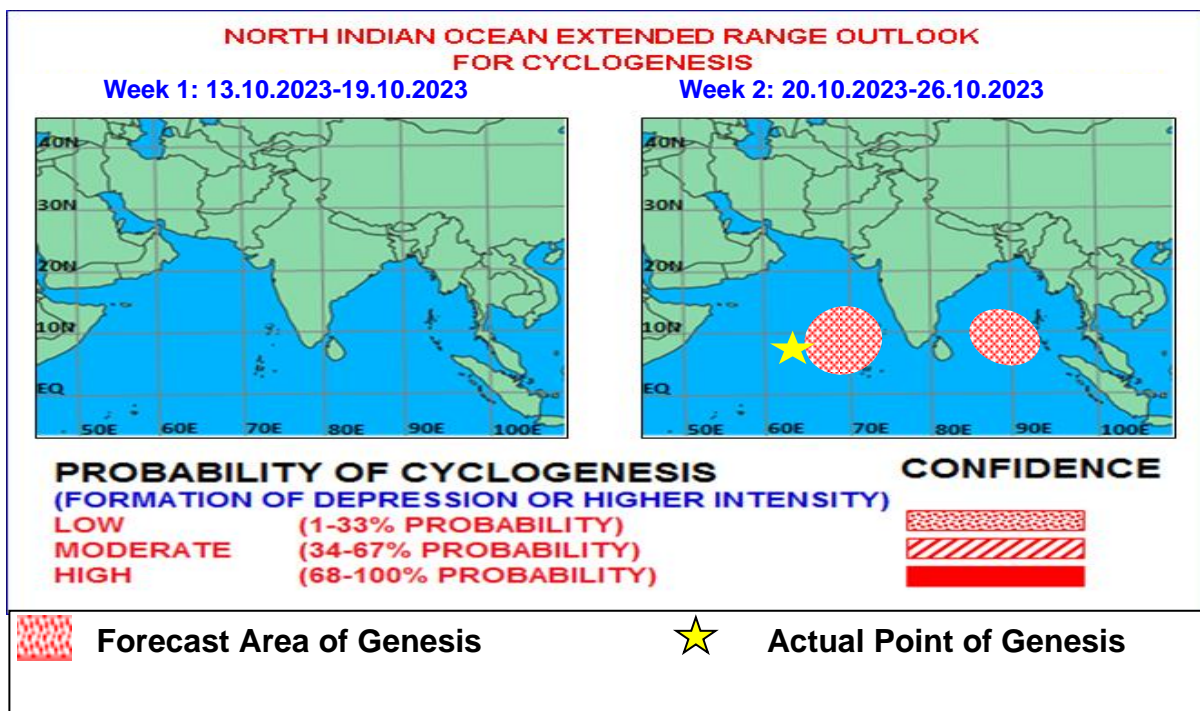 NORTH INDIAN OCEAN EXTENDED RANGE OUTLOOK
FOR CYCLOGENESIS
Week 1: 13.10.2023-19.10.2023
Week 2: 20.10.2023-26.10.2023
40N
30N
20N
10N
EQ
50E 60E 70E 80E 90E 100E
40N
30N
20N
10N
EQ
50E 60E 70E 80E 90E 100E
PROBABILITY OF CYCLOGENESIS
(FORMATION OF DEPRESSION OR HIGHER INTENSITY)
CONFIDENCE
LOW (1-33% PROBABILITY)
MODERATE (34-67% PROBABILITY)
HIGH (68-100% PROBABILITY)
Forecast Area of Genesis
Actual Point of Genesis